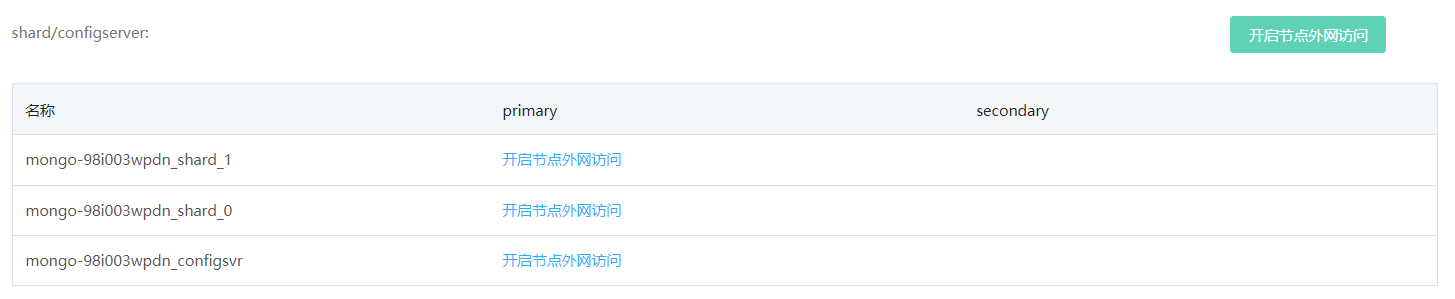 shard/configserver:
开启节点外网访问
名称 primary secondary
mongo-98i003wpdn_shard_1 开启节点外网访问
mongo-98i003wpdn_shard_0 开启节点外网访问
mongo-98i003wpdn_configsvr 开启节点外网访问